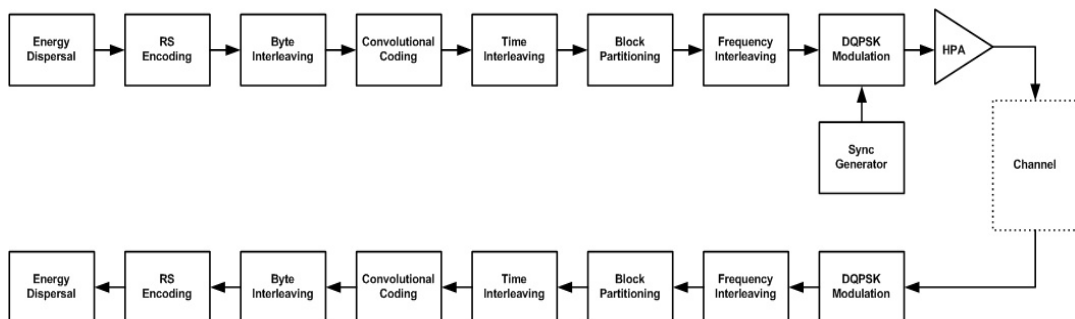 Energy
Dispersal
RS
Encoding
Byte
Interleaving
Convolutional
Coding
Time
Interleaving
Block
Partitioning
Frequency
Interleaving
DQPSK
Modulation
HPA
Sync
Generator
Channel
Energy
Dispersal
RS
Encoding
Byte
Interleaving
Convolutional
Coding
Time
Interleaving
Block
Partitioning
Frequency
Interleaving
DQPSK
Modulation